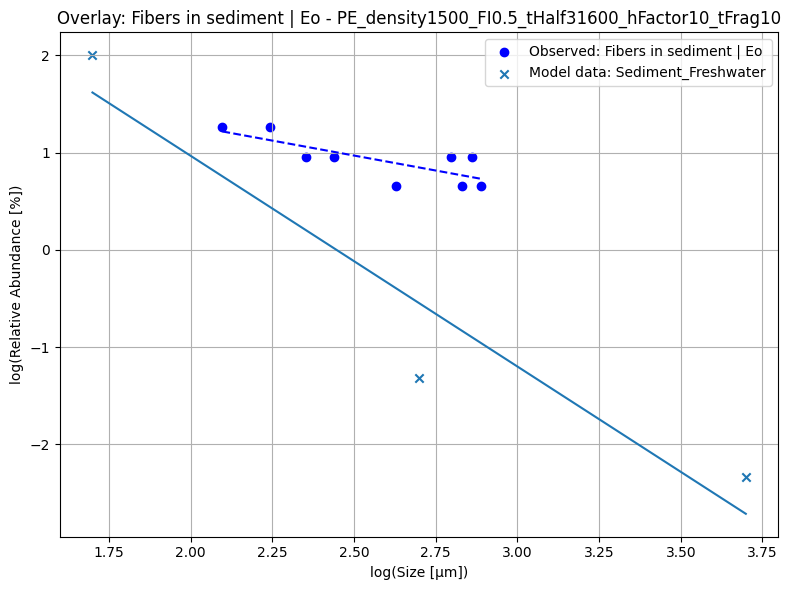 Overlay: Fibers in sediment | Eo - PE_density1500_FI0.5_tHalf31600_hFactor10_tFrag10
Observed: Fibers in sediment | Eo
Model data: Sediment_Freshwater
log(Relative Abundance [%])
2
1
0
−1
−2
1.75 2.00 2.25 2.50 2.75 3.00 3.25 3.50 3.75
log(Size [μm])